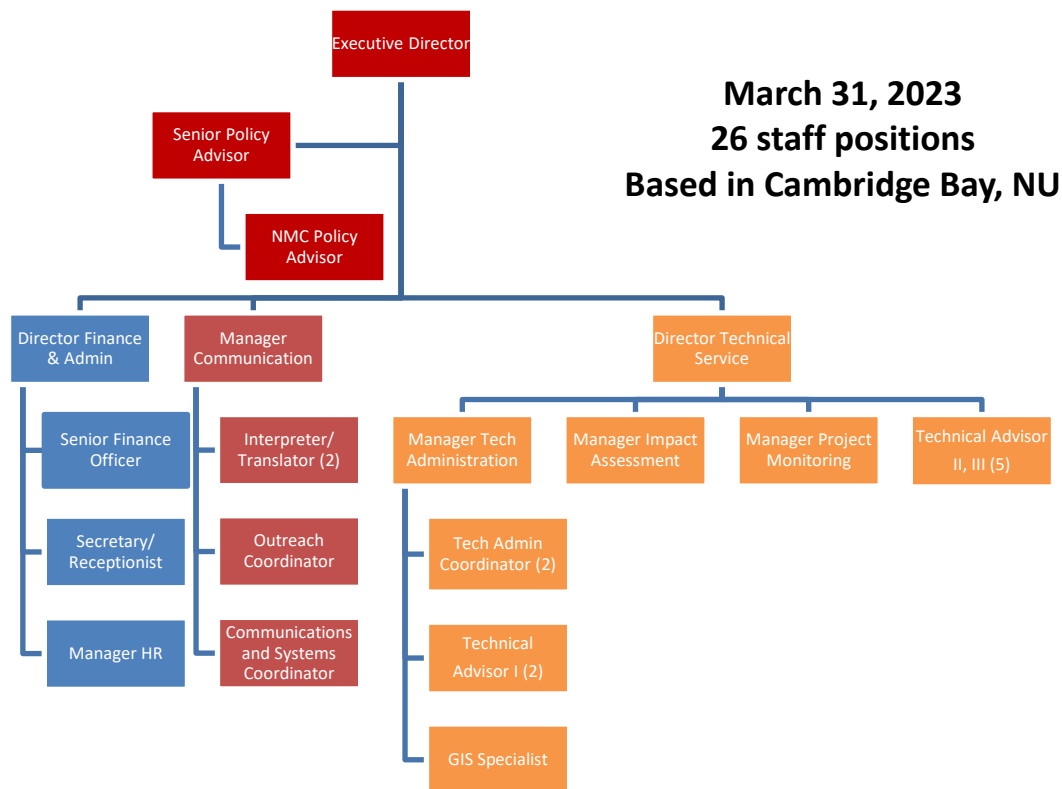 Executive Director
March 31, 2023
26 staff positions
Based in Cambridge Bay, NU
Senior Policy
Advisor
NMC Policy
Advisor
Director Finance
& Admin
Manager
Communication
Director Technical
Service
Senior Finance
Officer
Interpreter/
Translator (2)
Manager Tech
Administration
Manager Impact
Assessment
Manager Project
Monitoring
Technical Advisor
II, III (5)
Secretary/
Receptionist
Outreach
Coordinator
Tech Admin
Coordinator (2)
Manager HR
Communications
and Systems
Coordinator
Technical
Advisor I (2)
GIS Specialist